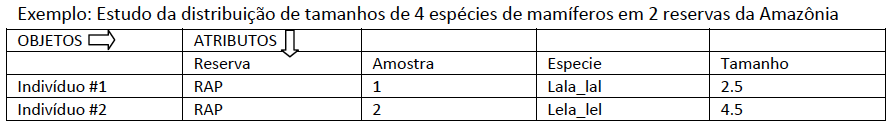 Exemplo: Estudo da distribuição de tamanhos de 4 espécies de mamíferos em 2 reservas da Amazônia
OBJETOS ATRIBUTOS
Reserva Amostra Especie Tamanho
Indivíduo #1 RAP 1 Lala_lal 2.5
Indivíduo #2 RAP 2 Lela_lel 4.5